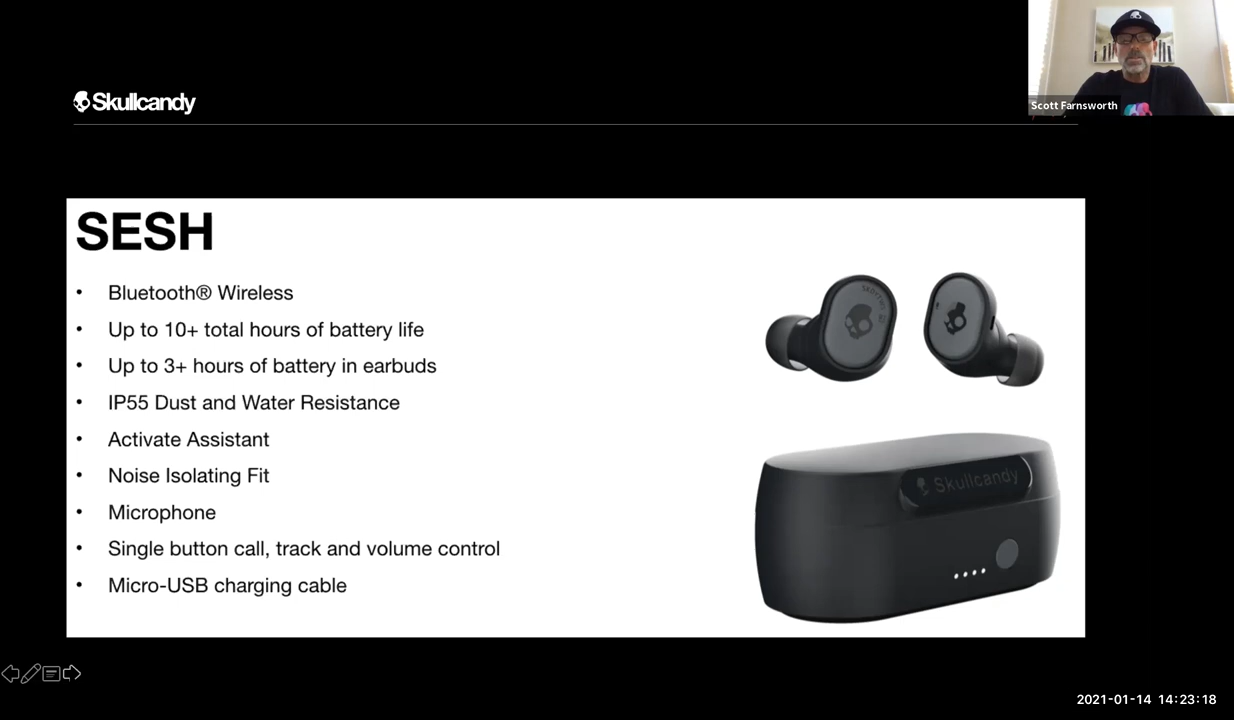 Skullcandy
Scott Farnsworth
SESH
• Bluetooth® Wireless
• Up to 10+ total hours of battery life
• Up to 3+ hours of battery in earbuds
• IP55 Dust and Water Resistance
• Activate Assistant
• Noise Isolating Fit
• Microphone
• Single button call, track and volume control
• Micro-USB charging cable
Skullcandy
2021-01-14 14:23:18